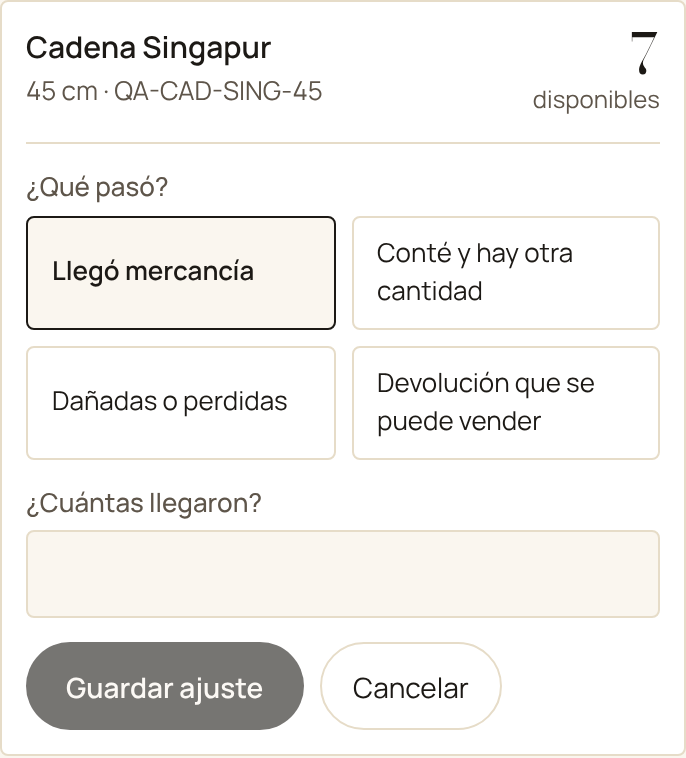 Cadena Singapur
45 cm · QA-CAD-SING-45
7
disponibles
¿Qué pasó?
Llegó mercancía
Conté y hay otra
cantidad
Dañadas o perdidas
Devolución que se
puede vender
¿Cuántas llegaron?
Guardar ajuste
Cancelar